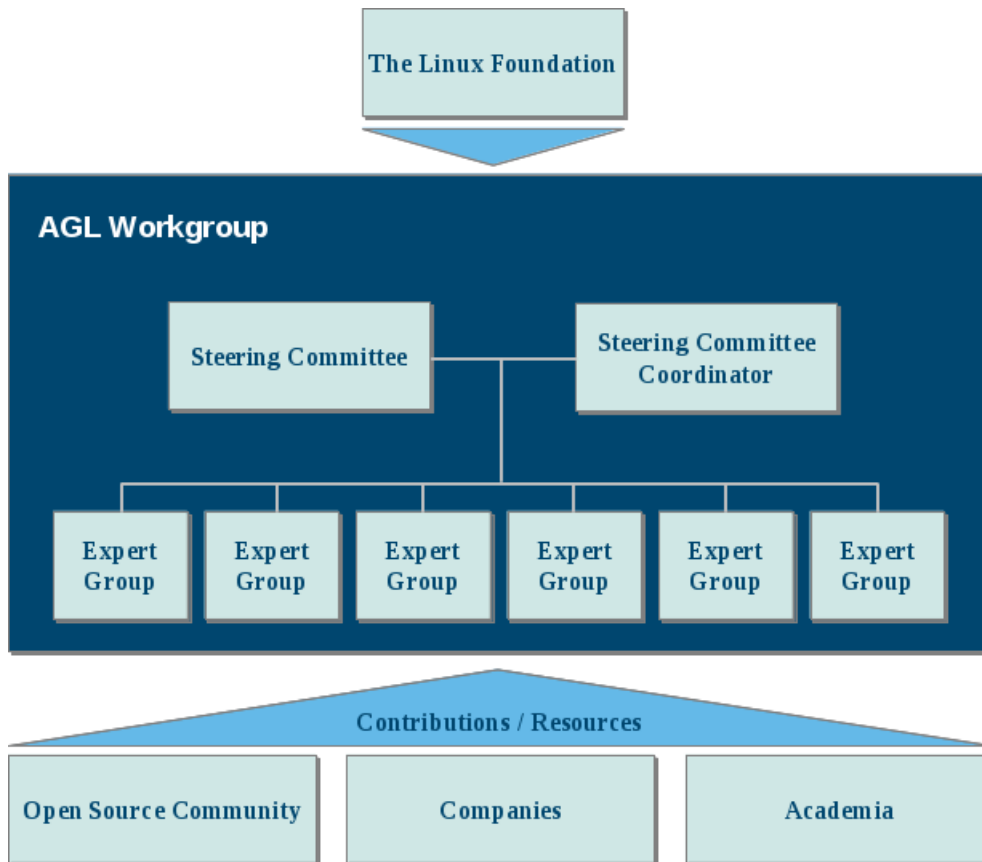 The Linux Foundation
AGL Workgroup
Steering Committee
Steering Committee
Coordinator
Expert
Group
Expert
Group
Expert
Group
Expert
Group
Expert
Group
Expert
Group
Contributions / Resources
Open Source Community
Companies
Academia